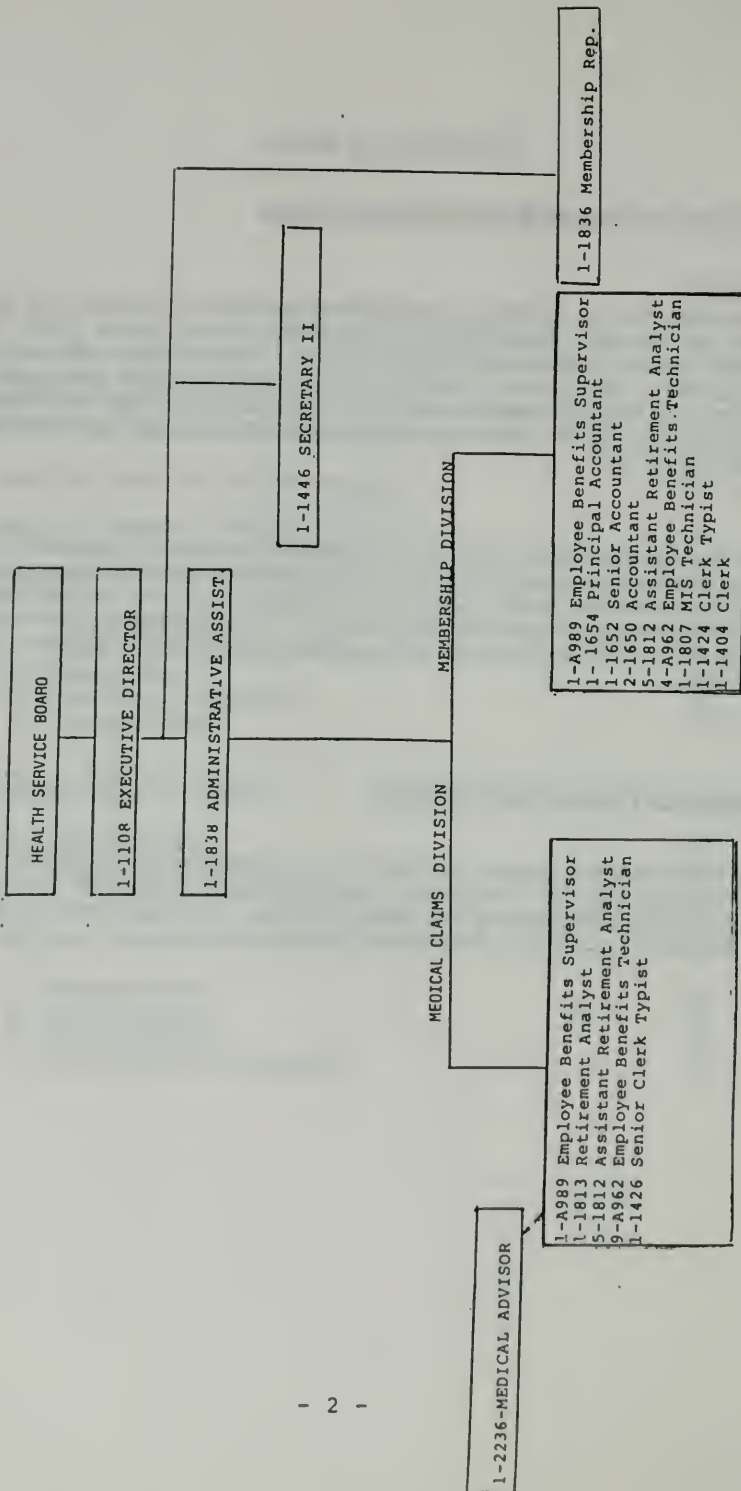 HEALTH SERVICE BOARD
1-1108 EXECUTIVE DIRECTOR
1-1838 ADMINISTRATIVE ASSIST
1-1446 SECRETARY II
MEDICAL CLAIMS DIVISION
MEMBERSHIP DIVISION
1-2236-MEDICAL ADVISOR
1-A989 Employee Benefits Supervisor
1-1813 Retirement Analyst
5-1812 Assistant Retirement Analyst
9-A962 Employee Benefits Technician
1-1426 Senior Clerk Typist
1-A989 Employee Benefits Supervisor
1- 1654 Principal Accountant
1-1652 Senior Accountant
2-1650 Accountant
5-1812 Assistant Retirement Analyst
4-A962 Employee Benefits.Technician
1-1807 MIS Technician
1-1424 Clerk Typist
1-1404 Clerk
1-1836 Membership Rep.
- 2 -